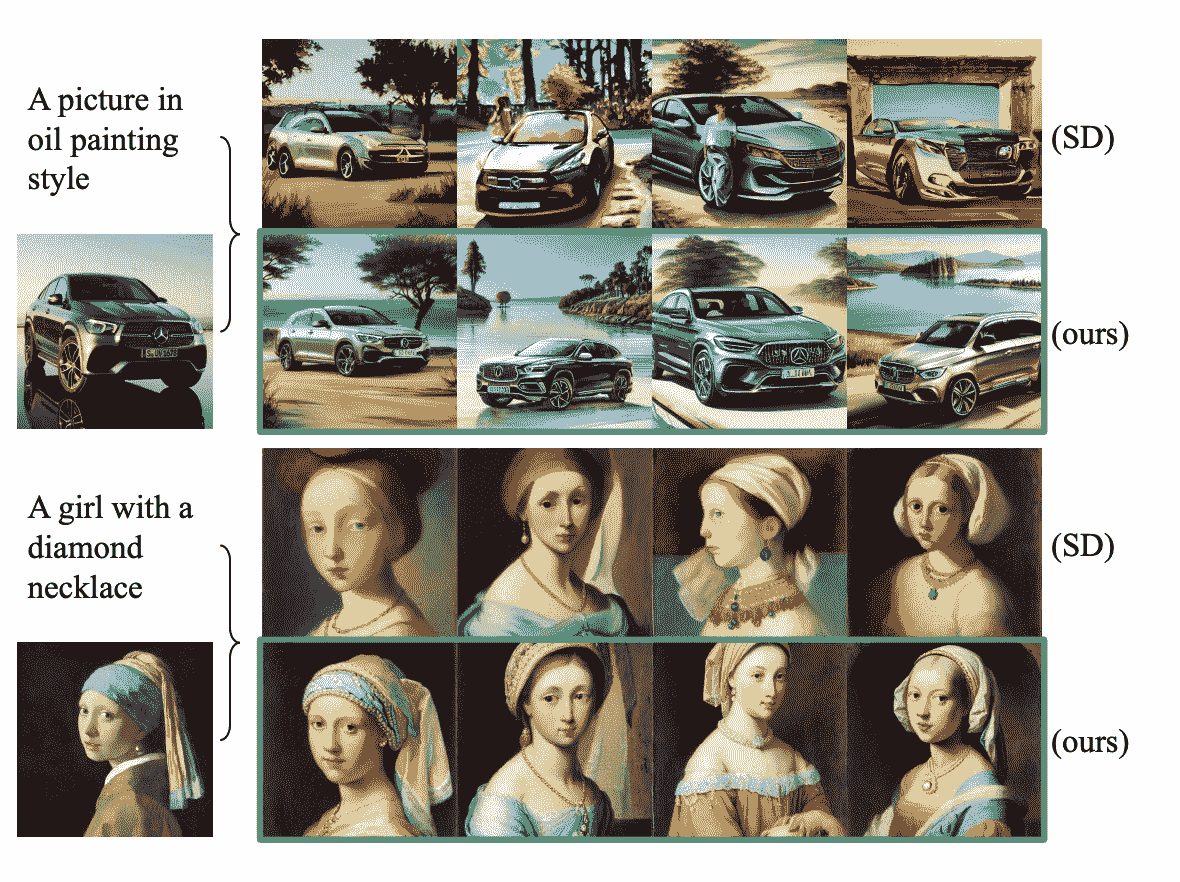 A picture in
oil painting
style
(SD)
(ours)
A girl with a
diamond
necklace
(SD)
(ours)